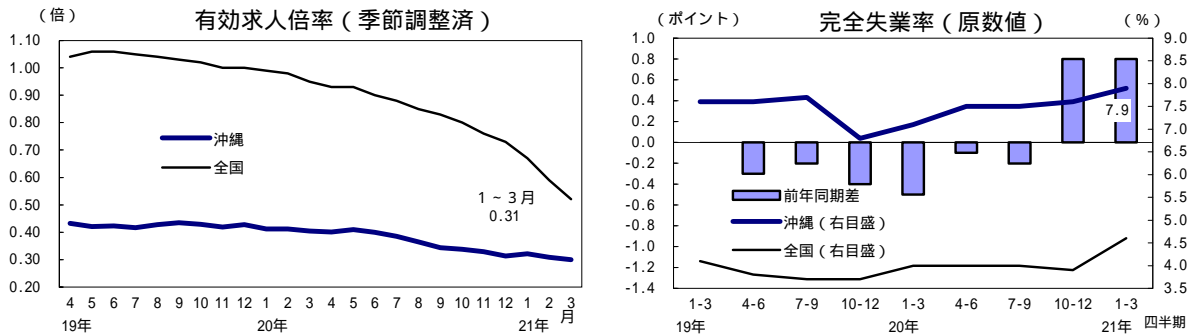 （倍）
有効求人倍率（季節調整済）
1.10
1.00
0.90
0.80
0.70
0.60
0.50
0.40
0.30
0.20
沖縄
全国
1～3月
0.31
4 5 6 7 8 9 10 11 12 1 2 3 4 5 6 7 8 9 10 11 12 1 2 3
月
19年 20年 21年
（ポイント）
完全失業率（原数値）
（%）
1.0
0.8
0.6
0.4
0.2
0.0
-0.2
-0.4
-0.6
-0.8
-1.0
-1.2
-1.4
9.0
8.5
8.0
7.5
7.0
6.5
6.0
5.5
5.0
4.5
4.0
3.5
7.9
前年同期差
沖縄（右目盛）
全国（右目盛）
1-3 4-6 7-9 10-12 1-3 4-6 7-9 10-12 1-3
19年 20年 21年 四半期